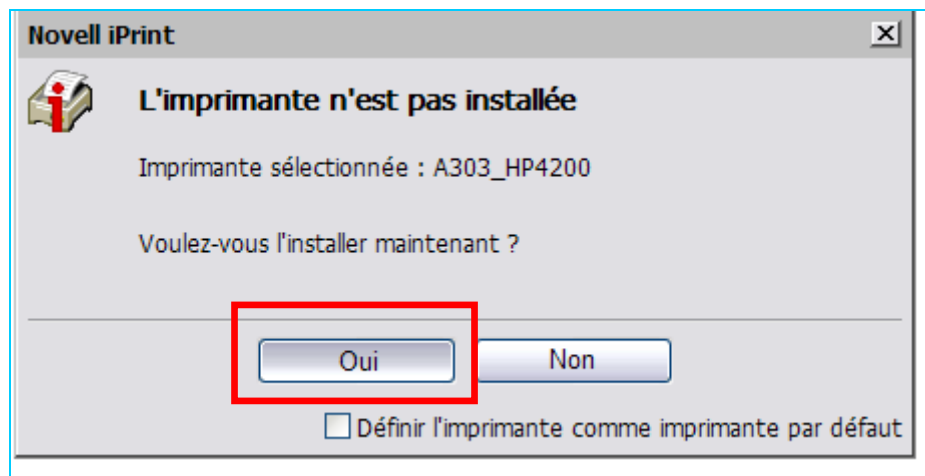 Novell iPrint
L'imprimante n'est pas installée
Imprimante sélectionnée : A303_HP4200
Voulez-vous l'installer maintenant ?
Oui Non
Définir l'imprimante comme imprimante par défaut